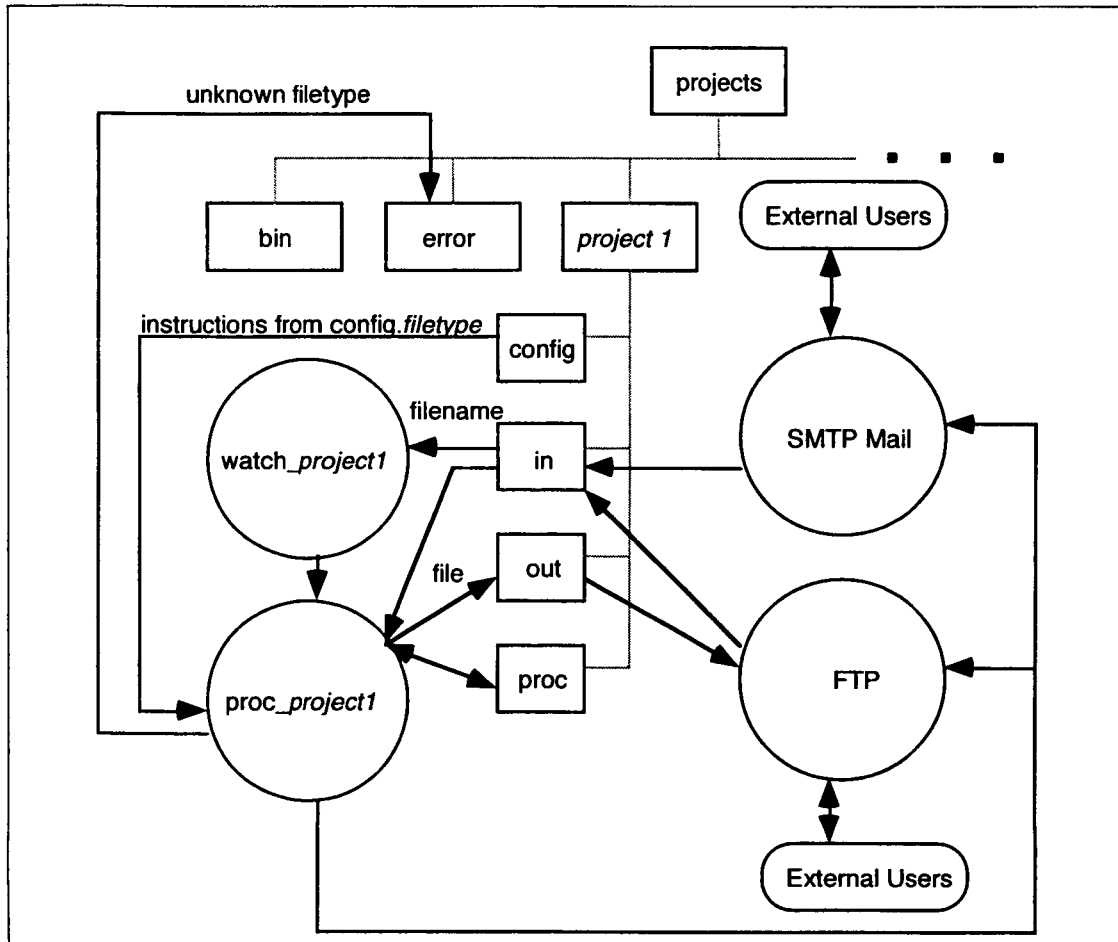 projects
unknown filetype
External Users
bin
error
project 1
instructions from config.filetype
config
filename
SMTP Mail
watch_project1
in
file
out
proc
FTP
proc_project1
External Users